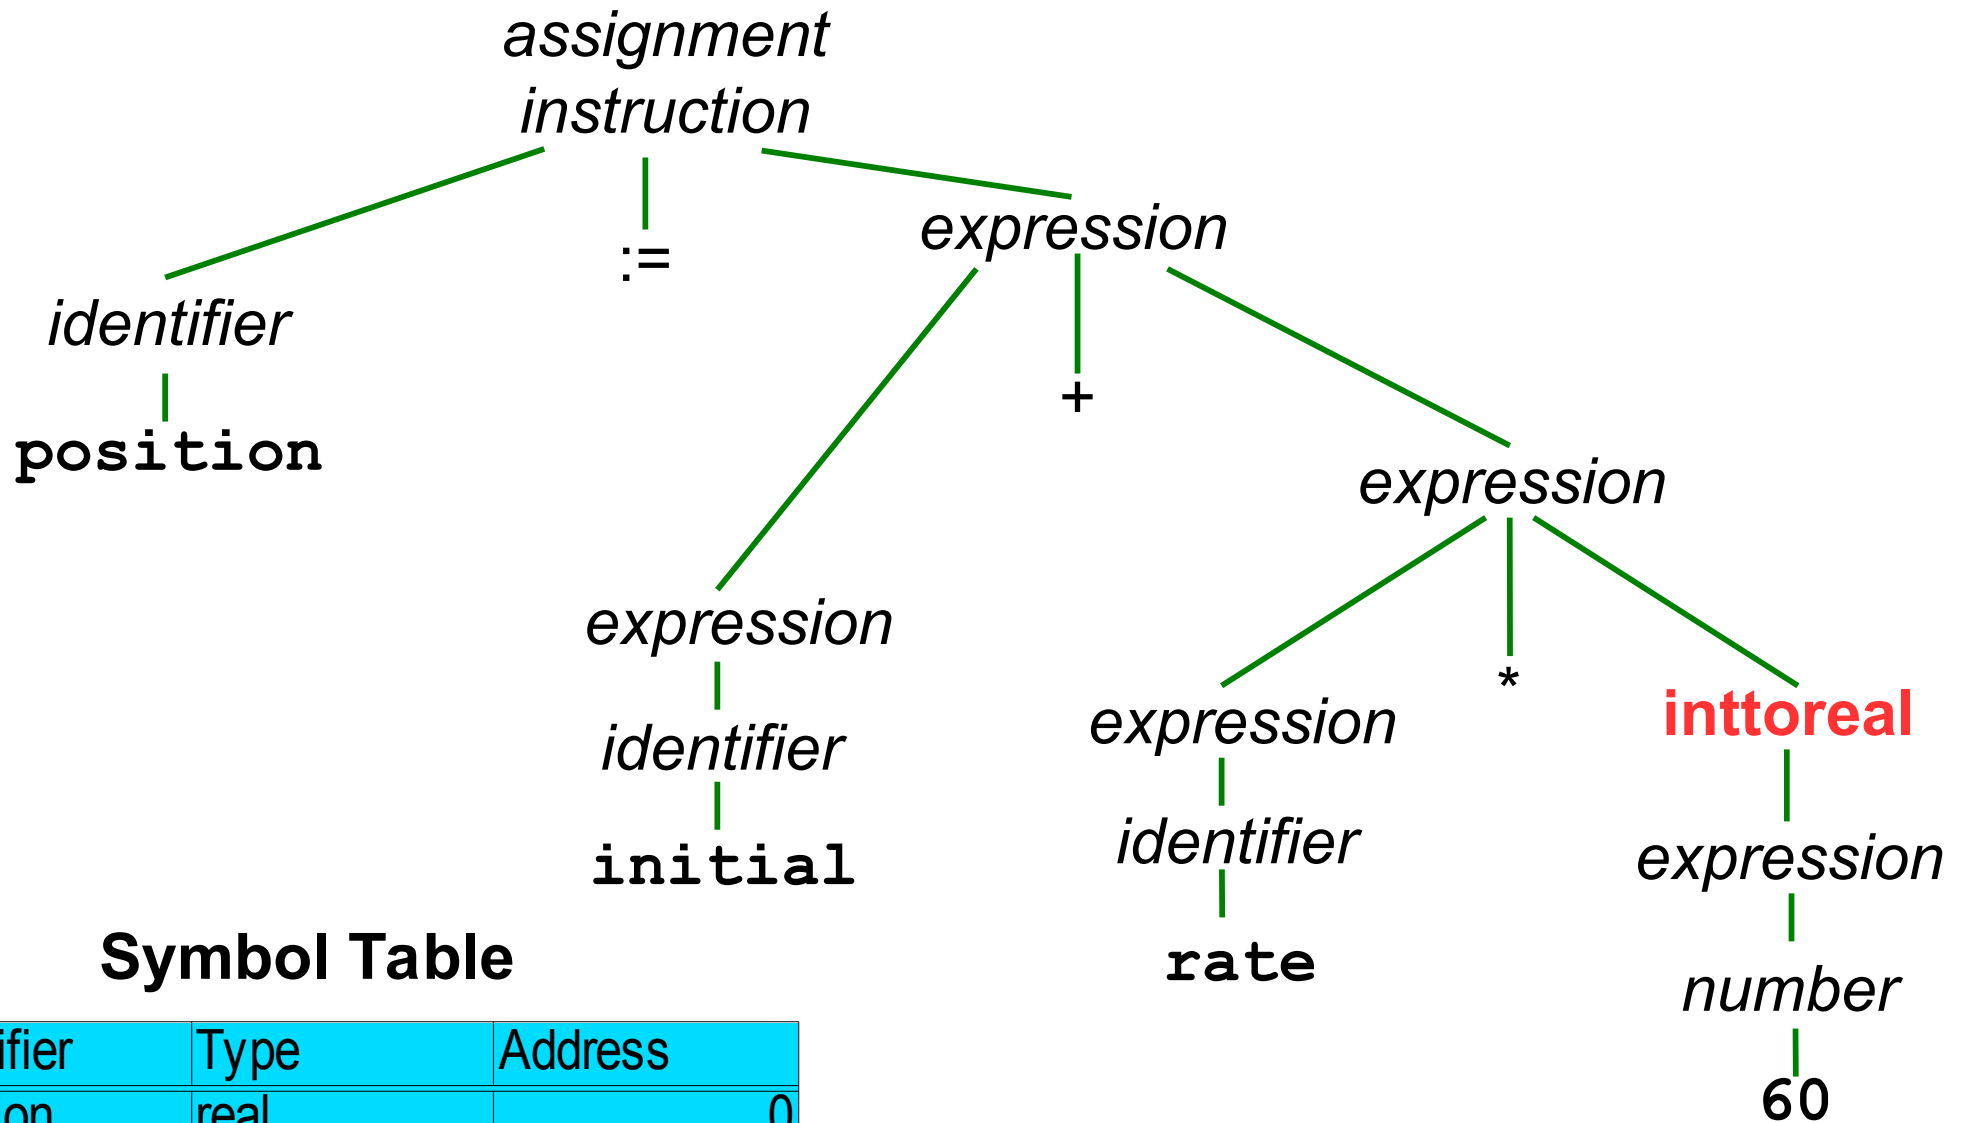 assignment
instruction
:=
expression
identifier
+
position
expression
expression
*
expression
inttoreal
identifier
identifier
expression
initial
rate
Symbol Table
number
Type Address
real 0
60